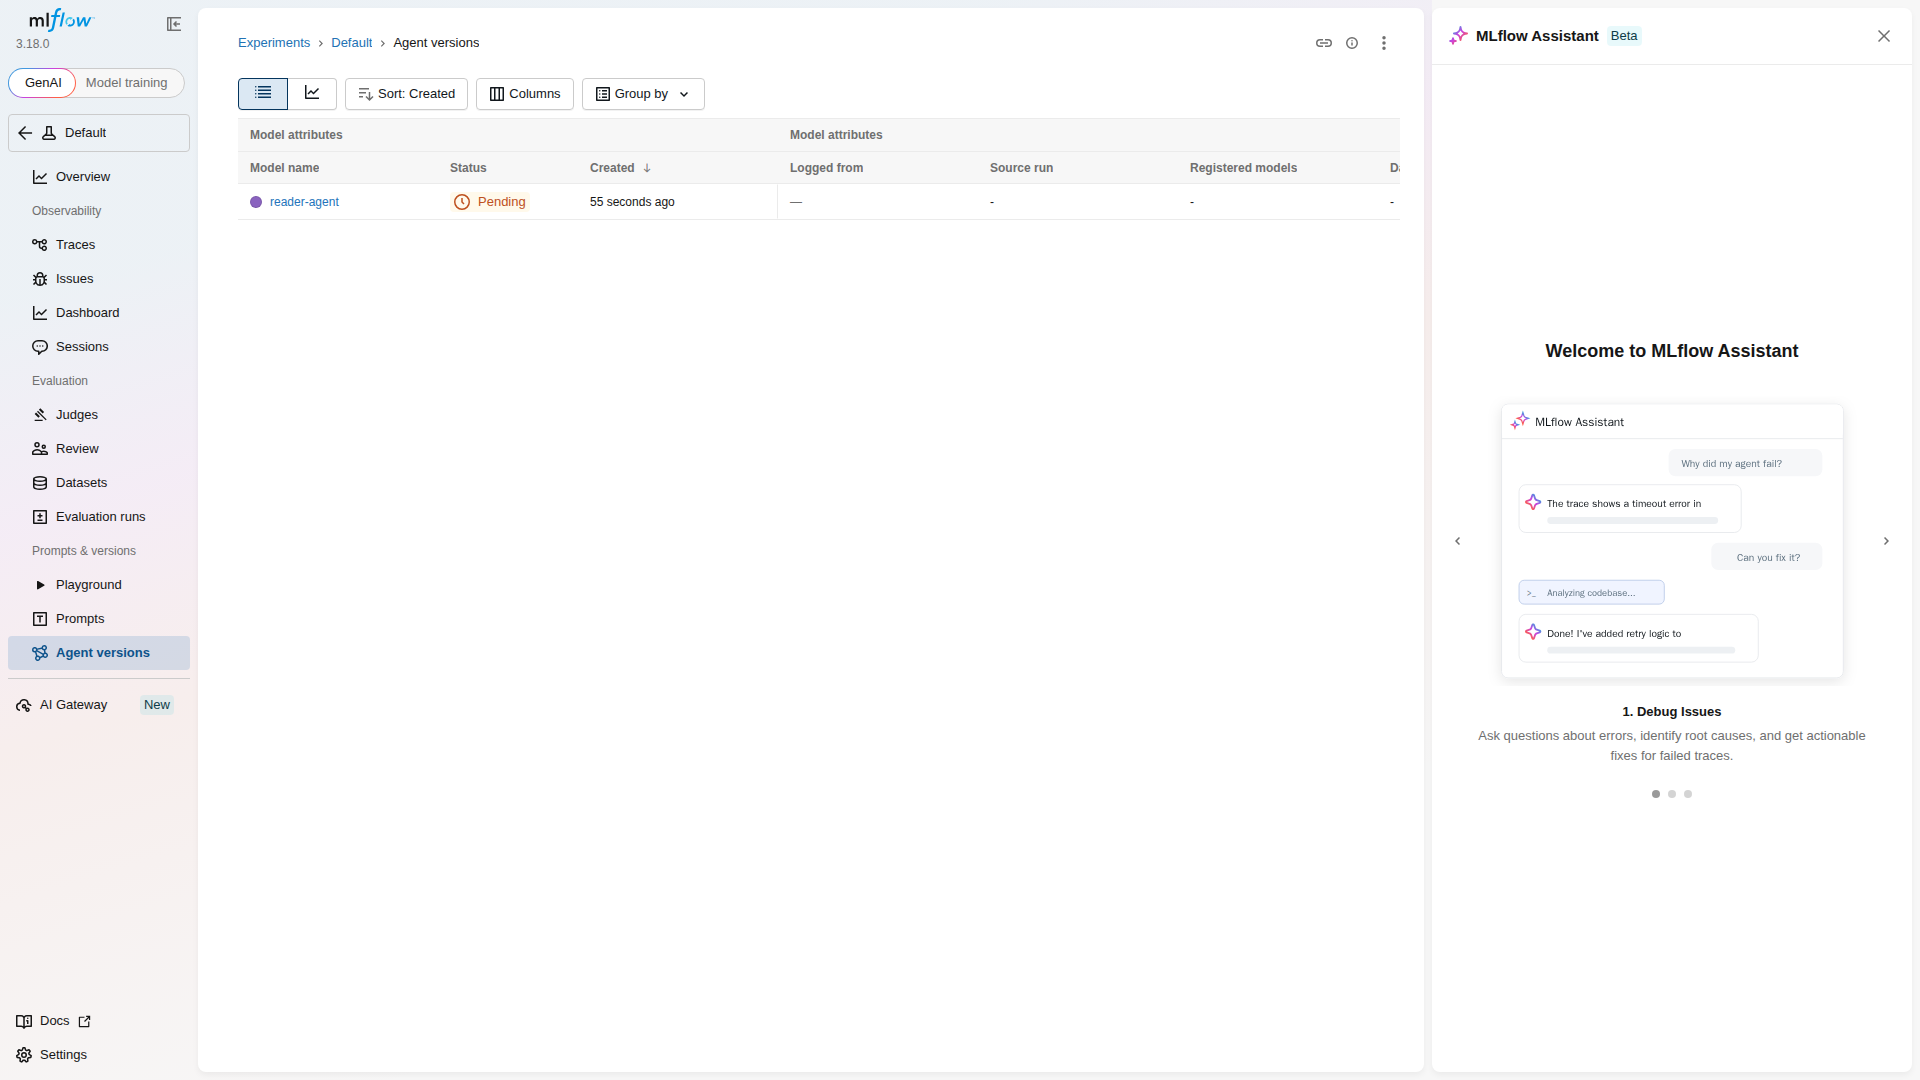 mlflow
3.18.0
GenAI Model training
Default
Overview
Observability
Traces
Issues
Dashboard
Sessions
Evaluation
Judges
Review
Datasets
Evaluation runs
Prompts & versions
Playground
Prompts
Agent versions
AI Gateway New
Docs
Settings
Experiments › Default › Agent versions
Sort: Created Columns Group by
Model attributes Model attributes
Model name Status Created Logged from Source run Registered models
reader-agent Pending 55 seconds ago — - - -
MLflow Assistant Beta
Welcome to MLflow Assistant
MLflow Assistant
Why did my agent fail?
The trace shows a timeout error in
Can you fix it?
>_ Analyzing codebase...
Done! I've added retry logic to
1. Debug Issues
Ask questions about errors, identify root causes, and get actionable
fixes for failed traces.